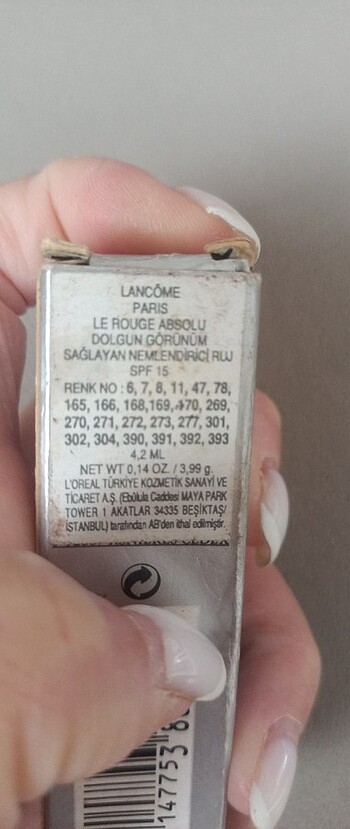 LANCÔME
PARIS
LE ROUGE ABSOLU
DOLGUN GÖRÜNÜM
SAĞLAYAN NEMLENDİRİCİ RUJ
SPF 15
RENK NO : 6, 7, 8, 11, 47, 78,
165, 166, 168,169, 170, 269,
270, 271, 272, 273, 277, 301,
302, 304, 390, 391, 392, 393
4,2 ML
NET WT 0,14 OZ. / 3,99 g.
L'OREAL TÜRKİYE KOZMETİK SANAYİ VE
TİCARET A.Ş. (Ebülula Caddesi MAYA PARK
TOWER 1 AKATLAR 34335 BEŞİKTAŞ/
İSTANBUL) tarafından AB'den ithal edilmiştir.
147753